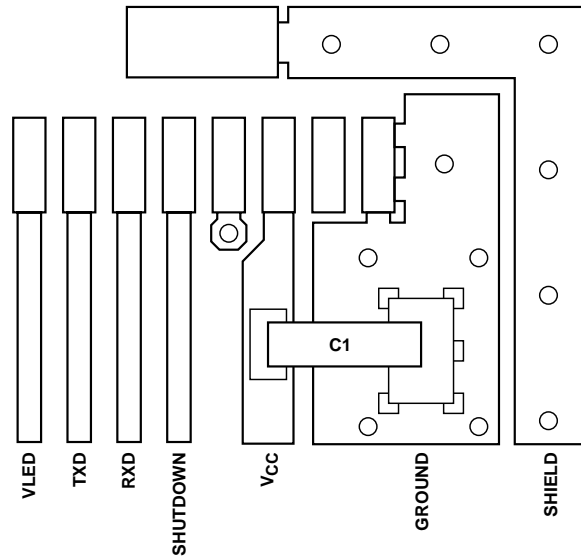 C1
VLED
TXD
RXD
SHUTDOWN
VCC
GROUND
SHIELD